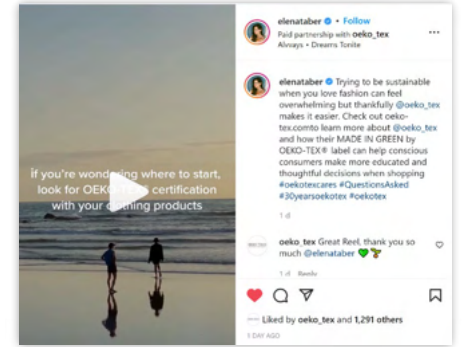 elenataber • Follow
Paid partnership with oeko_tex
Alvvays • Dreams Tonite
elenataber Trying to be sustainable
when you love fashion can feel
overwhelming but thankfully @oeko_tex
makes it easier. Check out oeko-
tex.comto learn more about @oeko_tex
and how their MADE IN GREEN by
OEKO-TEX® label can help conscious
consumers make more educated and
thoughtful decisions when shopping
#oekotexcares #QuestionsAsked
#30yearsoekotex #oekotex
1 d
oeko_tex Great Reel, thank you so
much @elenataber
1 d Reply
Liked by oeko_tex and 1,291 others
1 DAY AGO
if you're wondering where to start,
look for OEKO-TEX® certification
with your clothing products